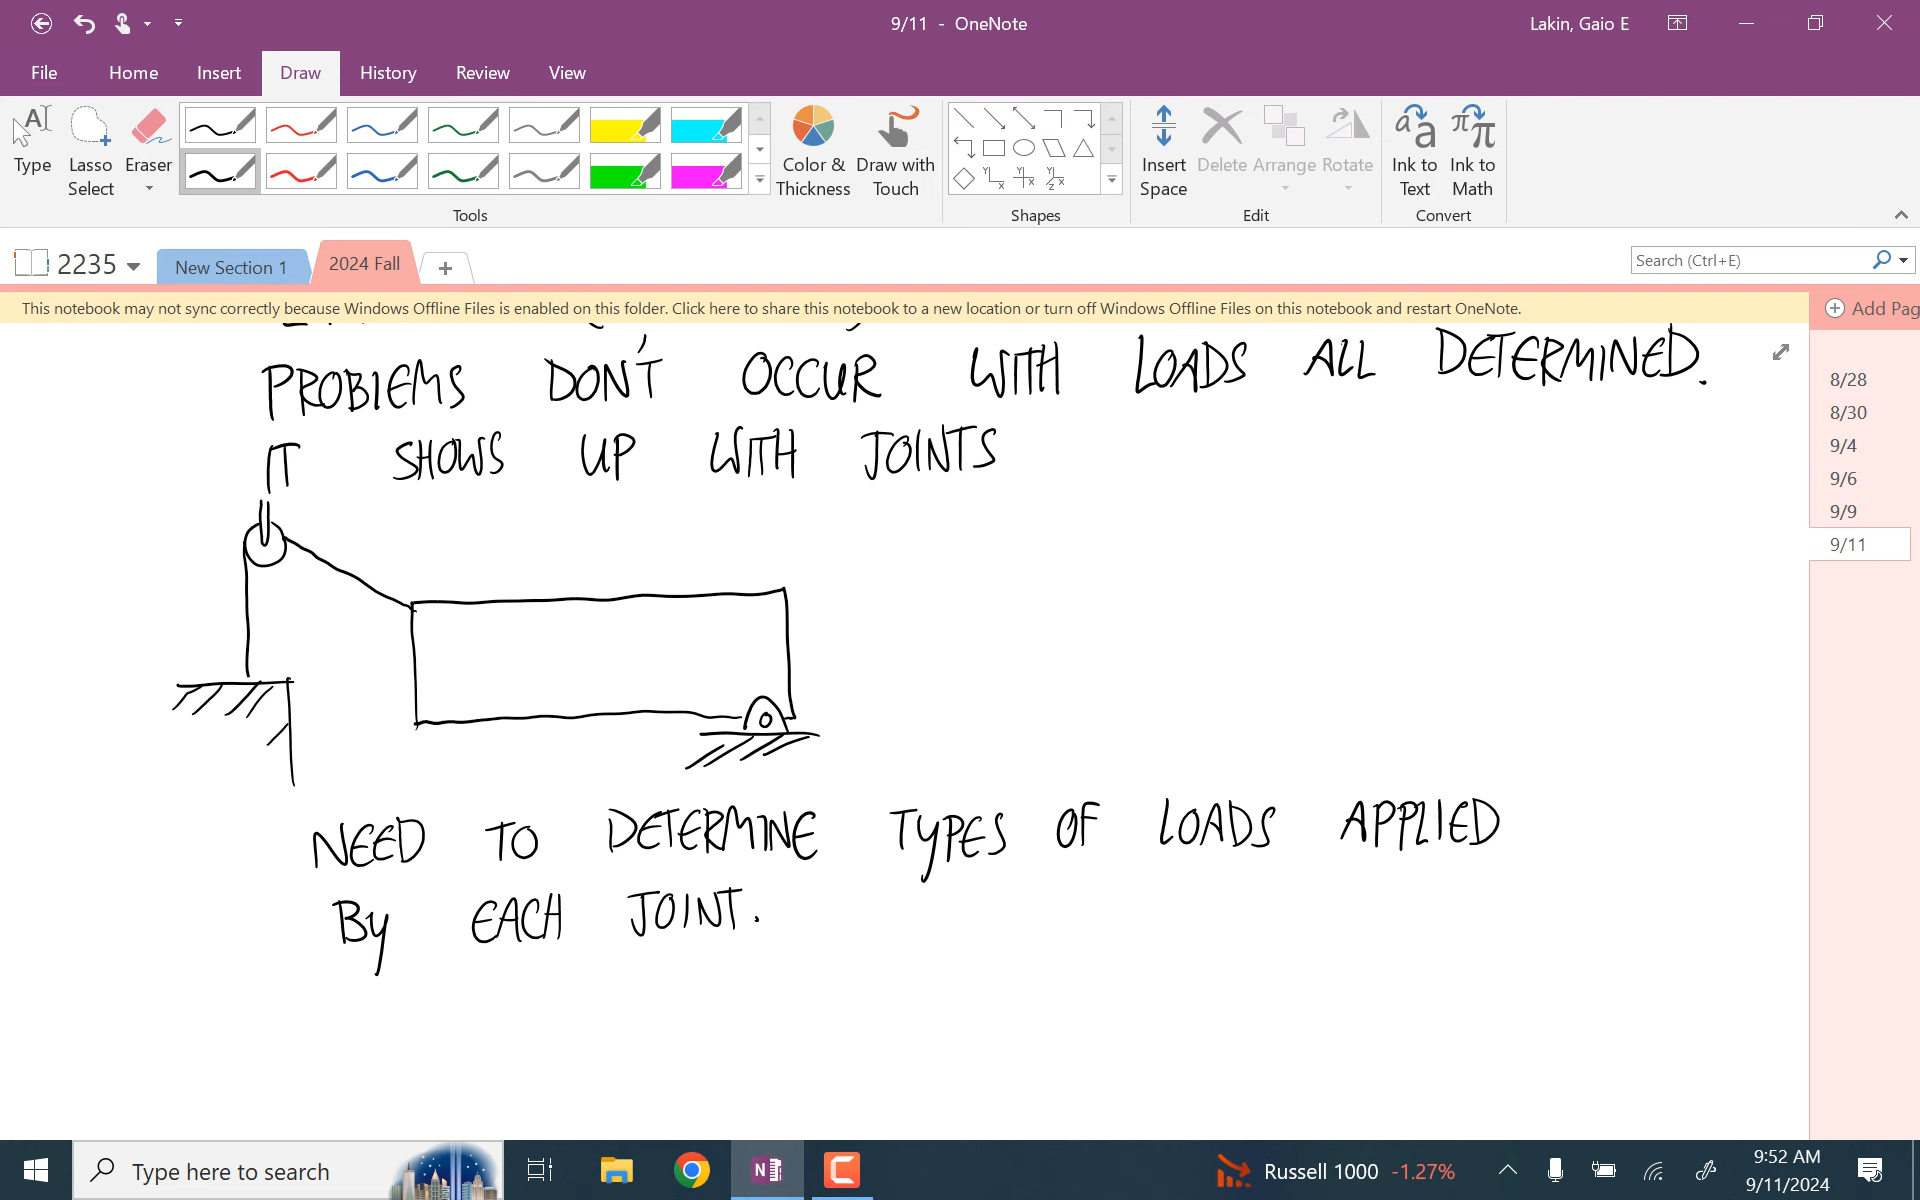 9/11 - OneNote
Lakin, Gaio E
File Home Insert Draw History Review View
Type
Lasso Select
Eraser
Color & Thickness
Draw with Touch
Insert Space
Delete
Arrange
Rotate
Ink to Text
Ink to Math
Tools
Shapes
Edit
Convert
2235
New Section 1
2024 Fall
Search (Ctrl+E)
This notebook may not sync correctly because Windows Offline Files is enabled on this folder. Click here to share this notebook to a new location or turn off Windows Offline Files on this notebook and restart OneNote.
Add Pag
8/28
8/30
9/4
9/6
9/9
9/11
PROBLEMS DON'T OCCUR WITH LOADS ALL DETERMINED.
IT SHOWS UP WITH JOINTS
NEED TO DETERMINE TYPES OF LOADS APPLIED
BY EACH JOINT.
Type here to search
Russell 1000 -1.27%
9:52 AM
9/11/2024